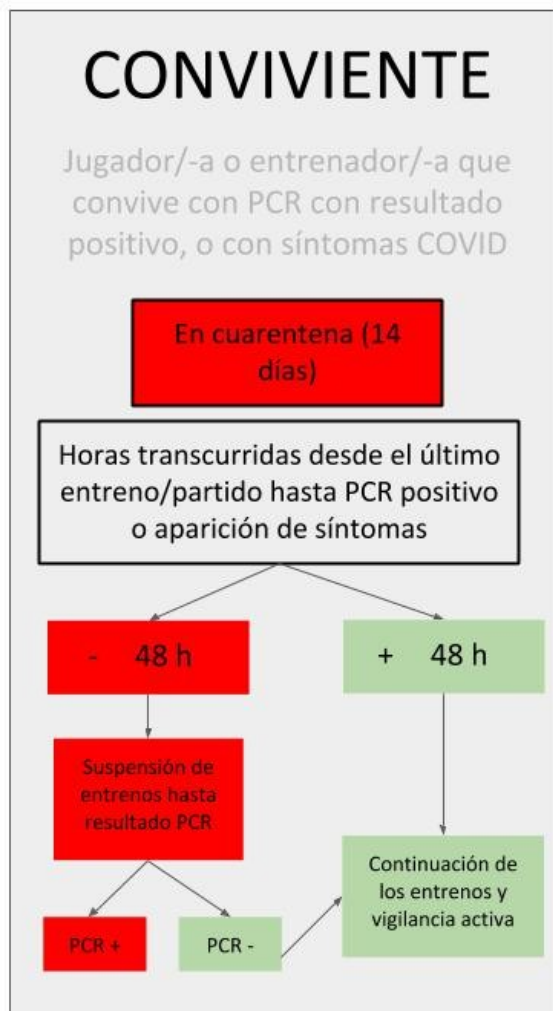 CONVIVIENTE
Jugador/-a o entrenador/-a que
convive con PCR con resultado
positivo, o con síntomas COVID
En cuarentena (14
días)
Horas transcurridas desde el último
entreno/partido hasta PCR positivo
o aparición de síntomas
- 48 h
+ 48 h
Suspensión de
entrenos hasta
resultado PCR
Continuación de
los entrenos y
vigilancia activa
PCR +
PCR -